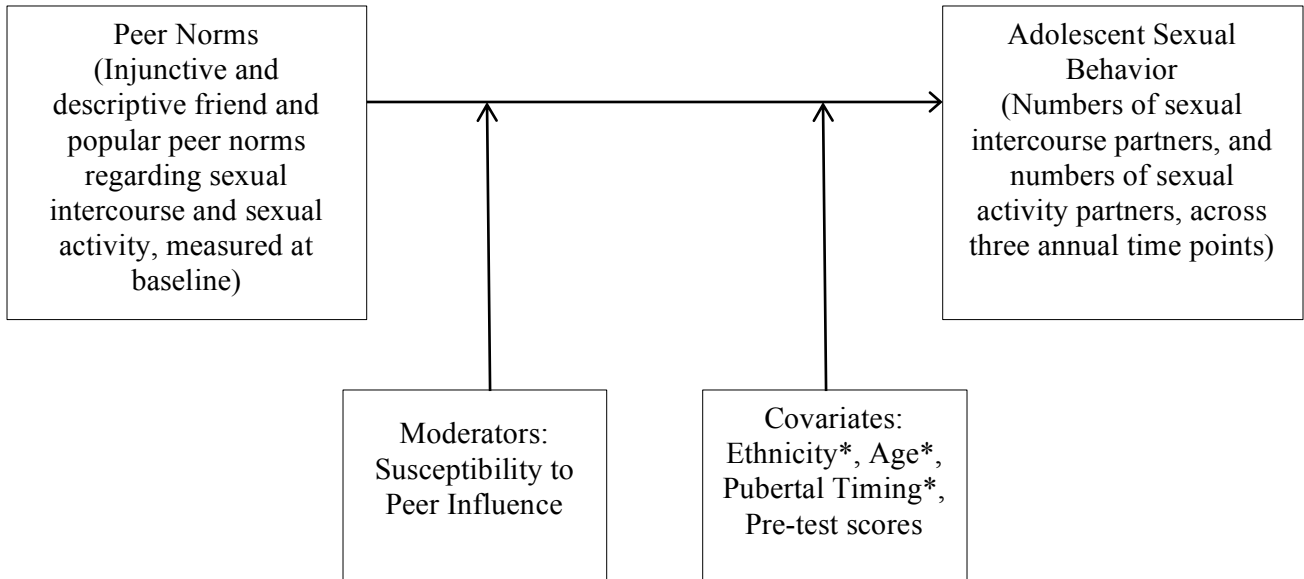 Peer Norms
(Injunctive and
descriptive friend and
popular peer norms
regarding sexual
intercourse and sexual
activity, measured at
baseline)
Adolescent Sexual
Behavior
(Numbers of sexual
intercourse partners, and
numbers of sexual
activity partners, across
three annual time points)
Moderators:
Susceptibility to
Peer Influence
Covariates:
Ethnicity*, Age*,
Pubertal Timing*,
Pre-test scores